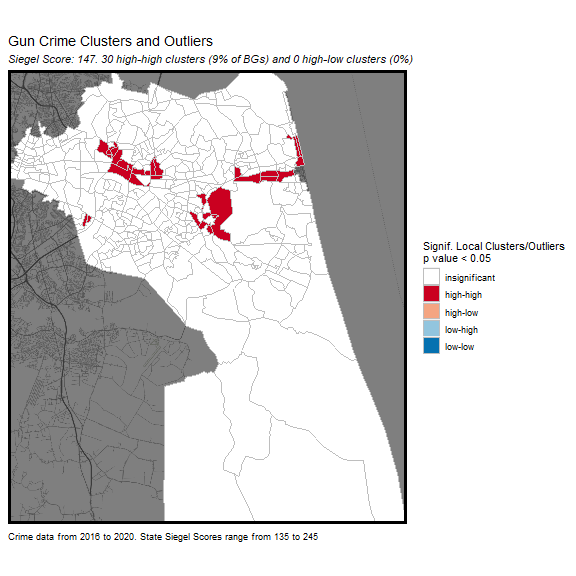 Gun Crime Clusters and Outliers
Siegel Score: 147. 30 high-high clusters (9% of BGs) and 0 high-low clusters (0%)
Signif. Local Clusters/Outliers
p value < 0.05
insignificant
high-high
high-low
low-high
low-low
Crime data from 2016 to 2020. State Siegel Scores range from 135 to 245